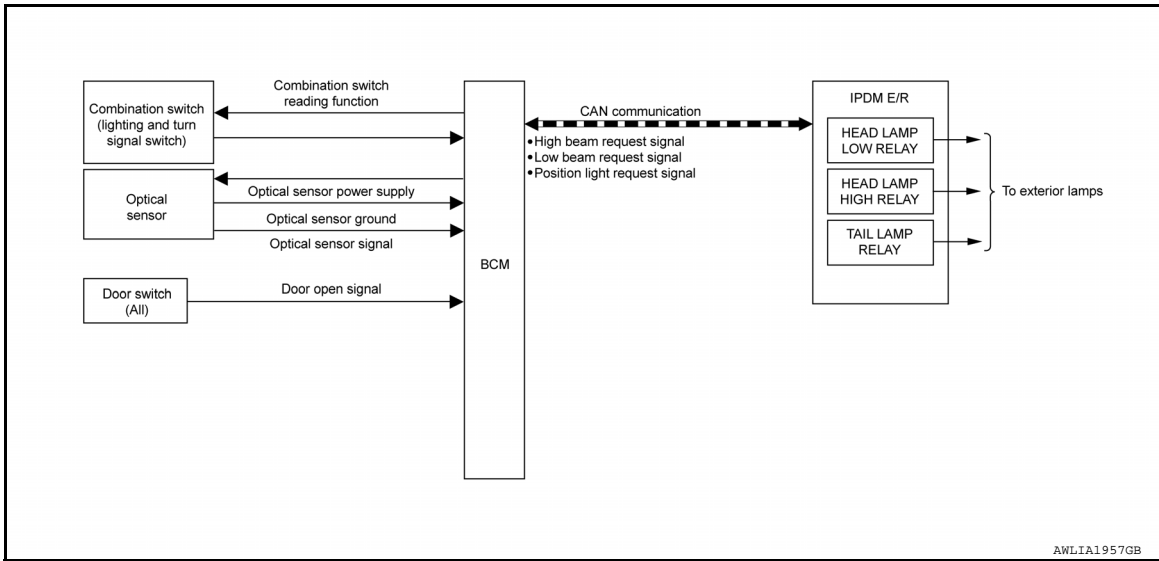 Combination switch
(lighting and turn
signal switch)
Combination switch
reading function
Optical
sensor
Optical sensor power supply
Optical sensor ground
Optical sensor signal
Door switch
(All)
Door open signal
BCM
CAN communication
•High beam request signal
•Low beam request signal
•Position light request signal
IPDM E/R
HEAD LAMP
LOW RELAY
HEAD LAMP
HIGH RELAY
TAIL LAMP
RELAY
To exterior lamps
AWLIA1957GB